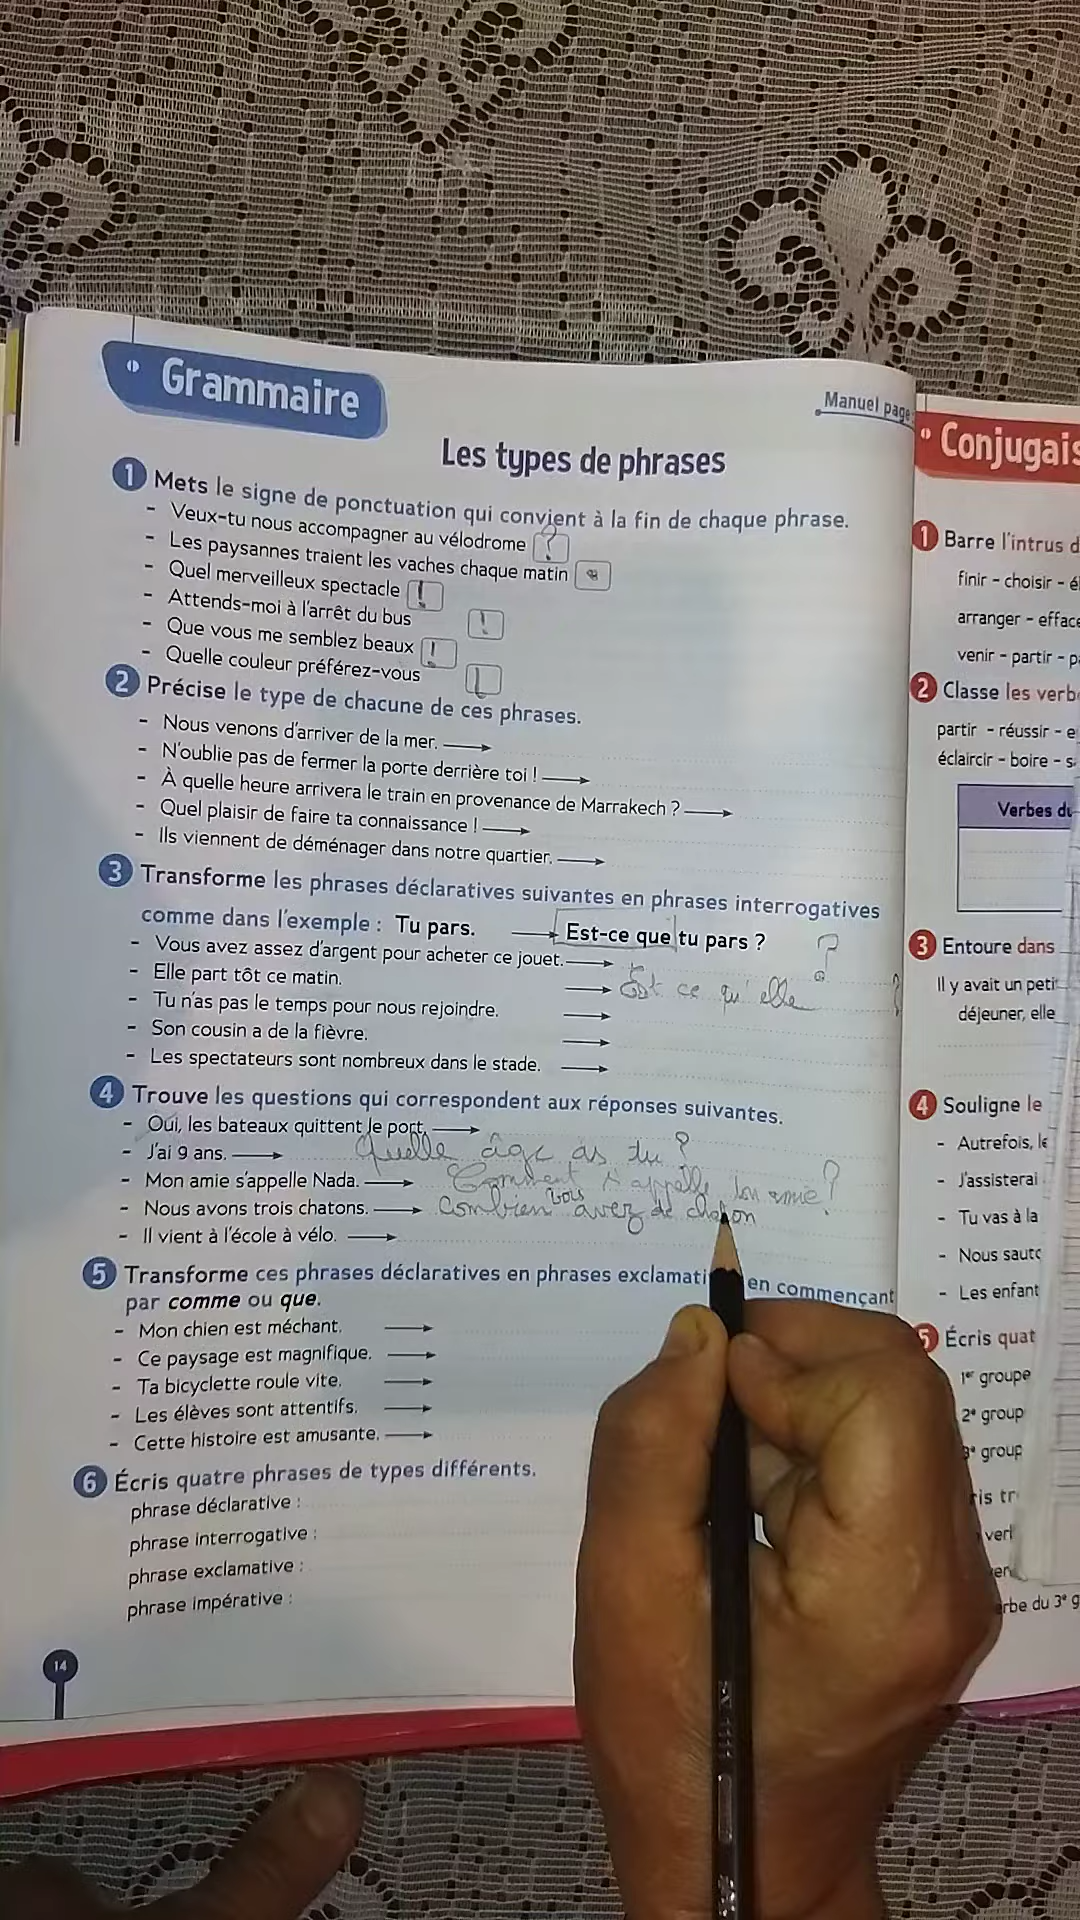 Grammaire
Manuel page
Les types de phrases
1 Mets le signe de ponctuation qui convient à la fin de chaque phrase.
- Veux-tu nous accompagner au vélodrome ?
- Les paysannes traient les vaches chaque matin .
- Quel merveilleux spectacle !
- Attends-moi à l'arrêt du bus !
- Que vous me semblez beaux !
- Quelle couleur préférez-vous
2 Précise le type de chacune de ces phrases.
- Nous venons d'arriver de la mer. →
- N'oublie pas de fermer la porte derrière toi ! →
- À quelle heure arrivera le train en provenance de Marrakech ? →
- Quel plaisir de faire ta connaissance ! →
- Ils viennent de déménager dans notre quartier. →
3 Transforme les phrases déclaratives suivantes en phrases interrogatives
comme dans l'exemple : Tu pars. → Est-ce que tu pars ?
- Vous avez assez d'argent pour acheter ce jouet. → ?
- Elle part tôt ce matin. → Est ce qu'elle ?
- Tu n'as pas le temps pour nous rejoindre. →
- Son cousin a de la fièvre. →
- Les spectateurs sont nombreux dans le stade. →
4 Trouve les questions qui correspondent aux réponses suivantes.
- Oui, les bateaux quittent le port. →
- J'ai 9 ans. → Quelle âge as tu ?
- Mon amie s'appelle Nada. → Comment s'appelle ton amie ?
- Nous avons trois chatons. → Combien vous avez de chaton
- Il vient à l'école à vélo. →
5 Transforme ces phrases déclaratives en phrases exclamati en commençant
par comme ou que.
- Mon chien est méchant. →
- Ce paysage est magnifique. →
- Ta bicyclette roule vite. →
- Les élèves sont attentifs. →
- Cette histoire est amusante. →
6 Écris quatre phrases de types différents.
phrase déclarative :
phrase interrogative :
phrase exclamative :
phrase impérative :
14
Conjugais
1 Barre l'intrus d
finir - choisir - é
arranger - efface
venir - partir - p
2 Classe les verb
partir - réussir - e
éclaircir - boire - s
Verbes du
3 Entoure dans
Il y avait un peti
déjeuner, elle
4 Souligne le
- Autrefois, le
- J'assisterai
- Tu vas à la
- Nous saute
- Les enfant
5 Écris quat
1er groupe
2e group
3e group
ris tr
verl
rbe du 3e g